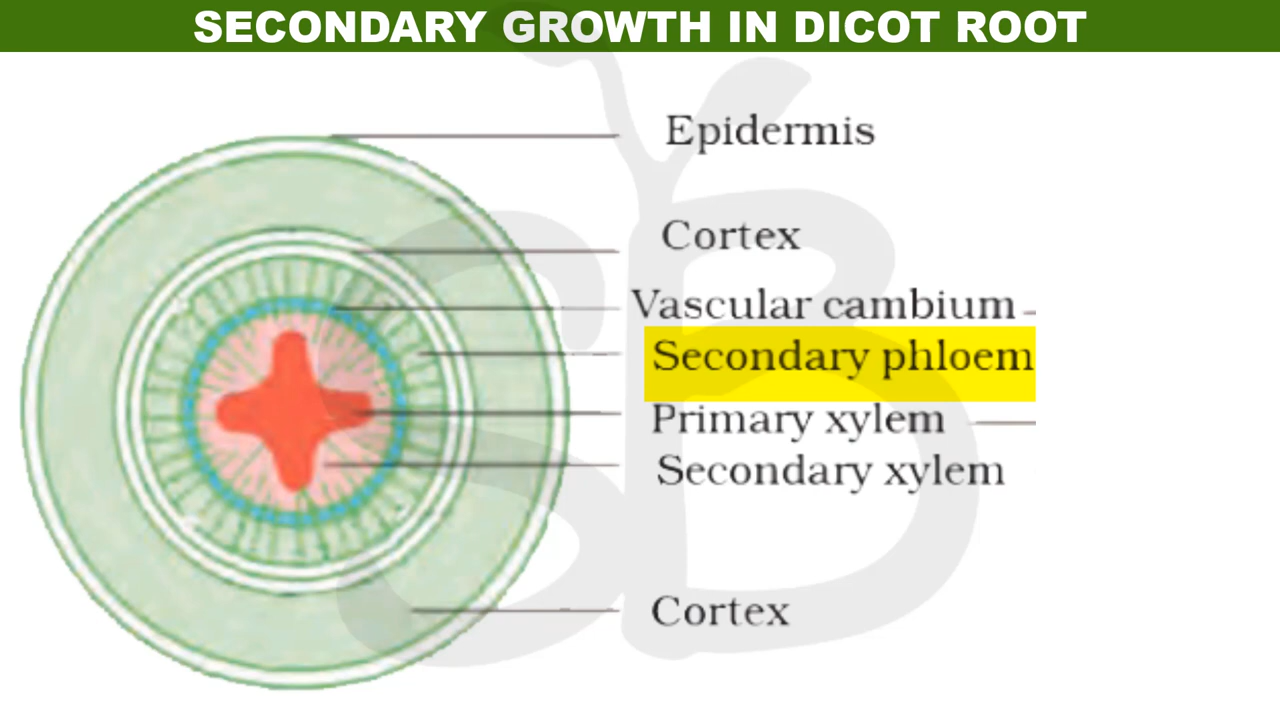 SECONDARY GROWTH IN DICOT ROOT
Epidermis
Cortex
Vascular cambium
Secondary phloem
Primary xylem
Secondary xylem
Cortex